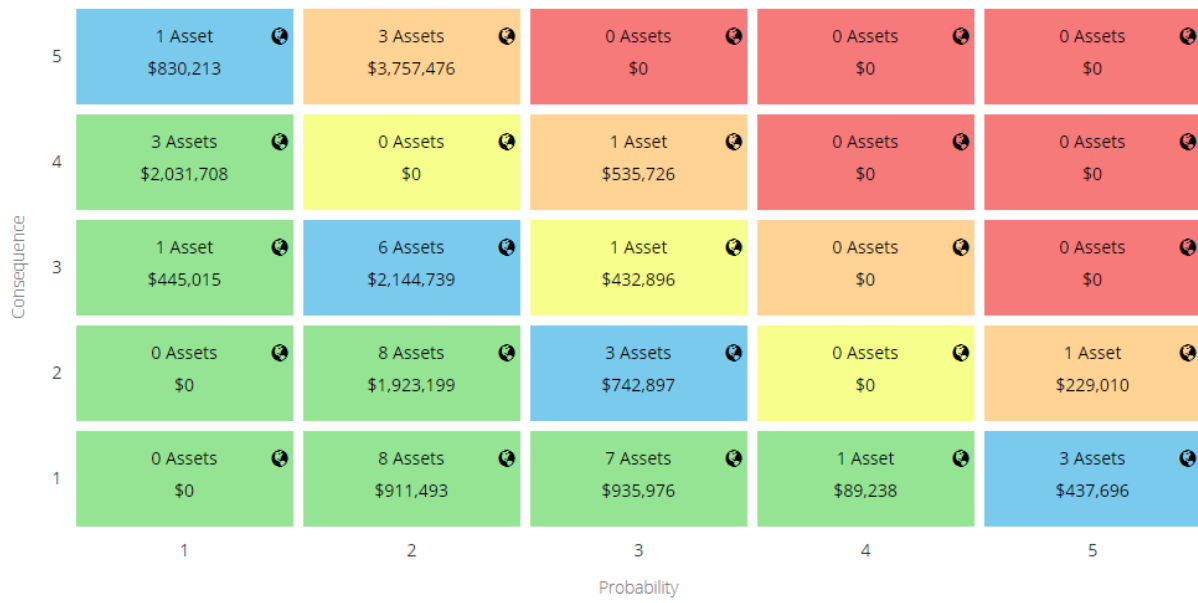 1 Asset
$830,213
3 Assets
$3,757,476
0 Assets
$0
0 Assets
$0
0 Assets
$0
5
3 Assets
$2,031,708
0 Assets
$0
1 Asset
$535,726
0 Assets
$0
0 Assets
$0
4
Consequence
1 Asset
$445,015
6 Assets
$2,144,739
1 Asset
$432,896
0 Assets
$0
0 Assets
$0
3
0 Assets
$0
8 Assets
$1,923,199
3 Assets
$742,897
0 Assets
$0
1 Asset
$229,010
2
0 Assets
$0
8 Assets
$911,493
7 Assets
$935,976
1 Asset
$89,238
3 Assets
$437,696
1
1 2 3 4 5
Probability